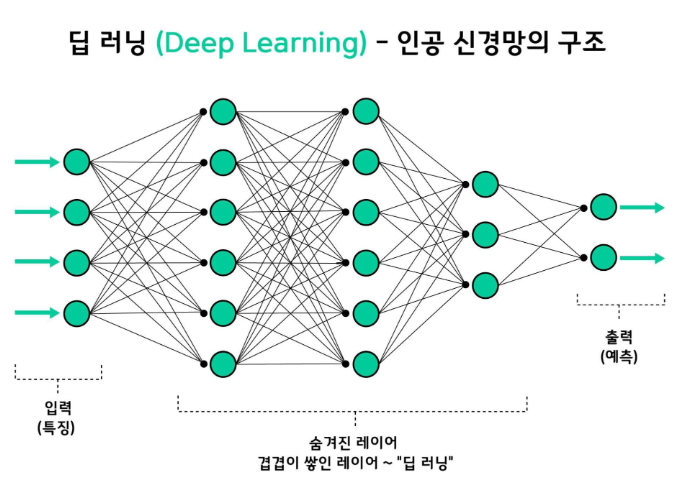 딥 러닝 (Deep Learning) - 인공 신경망의 구조
입력
(특징)
숨겨진 레이어
겹겹이 쌓인 레이어 ~ "딥 러닝"
출력
(예측)